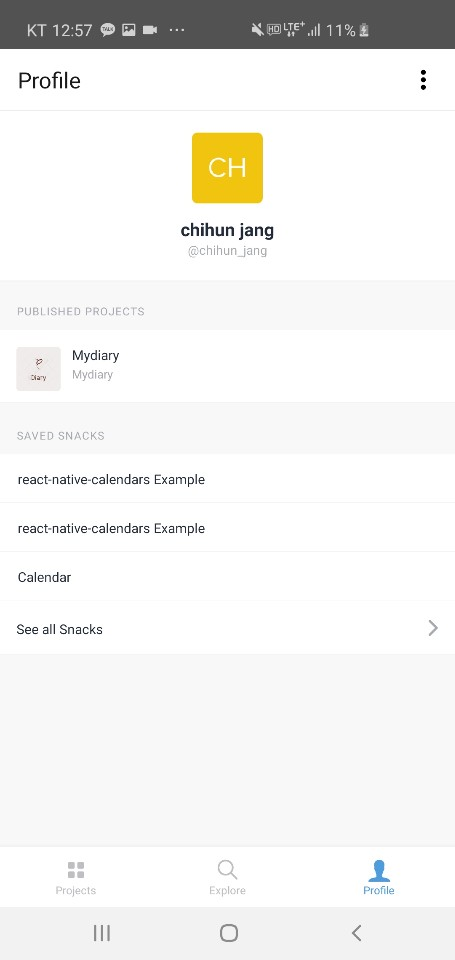 KT 12:57 TALK HD LTE+ 11%
Profile
CH
chihun jang
@chihun_jang
PUBLISHED PROJECTS
Diary
Mydiary
Mydiary
SAVED SNACKS
react-native-calendars Example
react-native-calendars Example
Calendar
See all Snacks
Projects
Explore
Profile